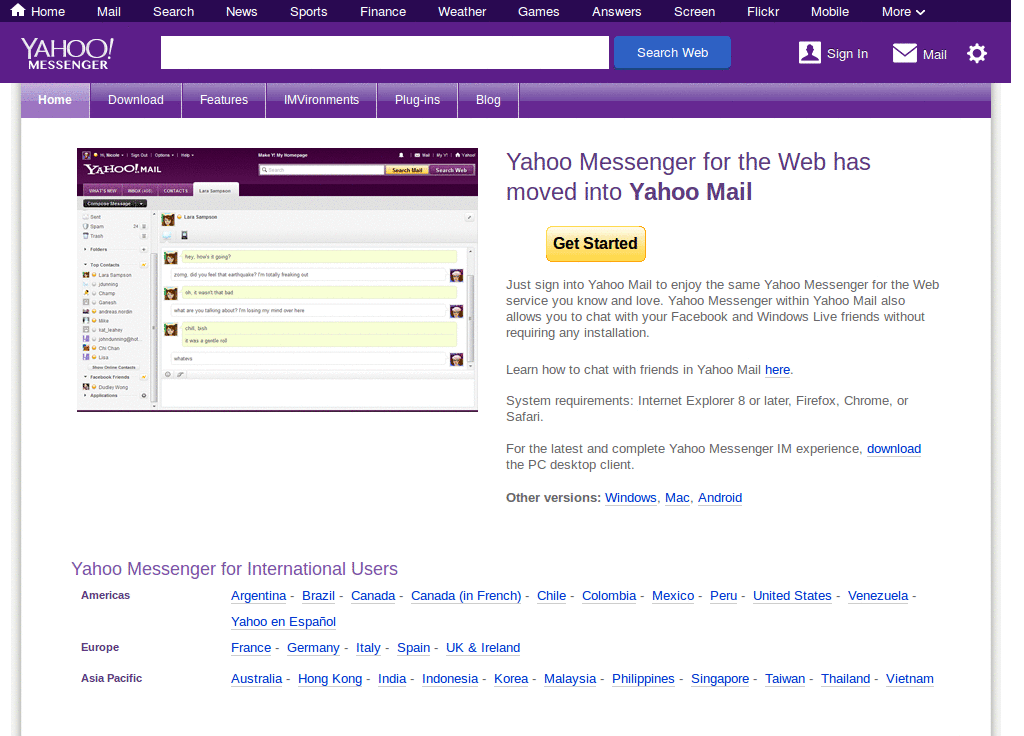 Home Mail Search News Sports Finance Weather Games Answers Screen Flickr Mobile More
YAHOO! MESSENGER
Search Web
Sign In
Mail
Home Download Features IMVironments Plug-ins Blog
Hi, Nicole Sign Out Options Help Make Y! My Homepage Mail My Y! Yahoo!
YAHOO! MAIL
Search Search Mail Search Web
WHAT'S NEW INBOX CONTACTS Lara Sampson
Compose Message
Sent
Lara Sampson
Spam 24
Trash
Folders
Top Contacts
Lara Sampson
jdunning
Champ
Ganesh
andreas nordin
Mike
kat_leahey
johndunning@hot...
Chi Chan
Lisa
Show Online Contacts
Facebook Friends
Dudley Wong
Applications
hey, how's it going?
zomg, did you feel that earthquake? I'm totally freaking out
oh, it wasn't that bad
what are you talking about? I'm losing my mind over here
chill, bish
it was a gentle roll
whatevs
Yahoo Messenger for the Web has
moved into Yahoo Mail
Get Started
Just sign into Yahoo Mail to enjoy the same Yahoo Messenger for the Web
service you know and love. Yahoo Messenger within Yahoo Mail also
allows you to chat with your Facebook and Windows Live friends without
requiring any installation.
Learn how to chat with friends in Yahoo Mail here.
System requirements: Internet Explorer 8 or later, Firefox, Chrome, or
Safari.
For the latest and complete Yahoo Messenger IM experience, download
the PC desktop client.
Other versions: Windows, Mac, Android
Yahoo Messenger for International Users
Americas Argentina - Brazil - Canada - Canada (in French) - Chile - Colombia - Mexico - Peru - United States - Venezuela -
Yahoo en Español
Europe France - Germany - Italy - Spain - UK & Ireland
Asia Pacific Australia - Hong Kong - India - Indonesia - Korea - Malaysia - Philippines - Singapore - Taiwan - Thailand - Vietnam